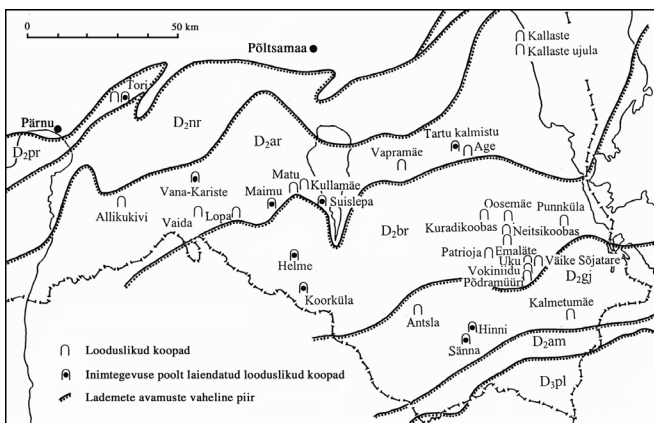 0 50 km
Põltsamaa
Kallaste
Kallaste ujula
Tori
Pärnu
D2pr
D2nr
D2ar
Tartu kalmistu
Age
Vapramäe
Matu
Kullamäe
Vana-Kariste
Maimu
Suislepa
Allikukivi
Vaida
Lopa
D2br
Oosemäe
Punnküla
Kuradikoobas
Neitsikoobas
Patrioja
Emaläte
Uku
Väike Sõjatare
Vokiniidu
D2gj
Põdramüüri
Helme
Koorküla
Antsla
Kalmetumäe
Hinni
Sänna
D2am
D3pl
Looduslikud koopad
Inimtegevuse poolt laiendatud looduslikud koopad
Lademete avamuste vaheline piir